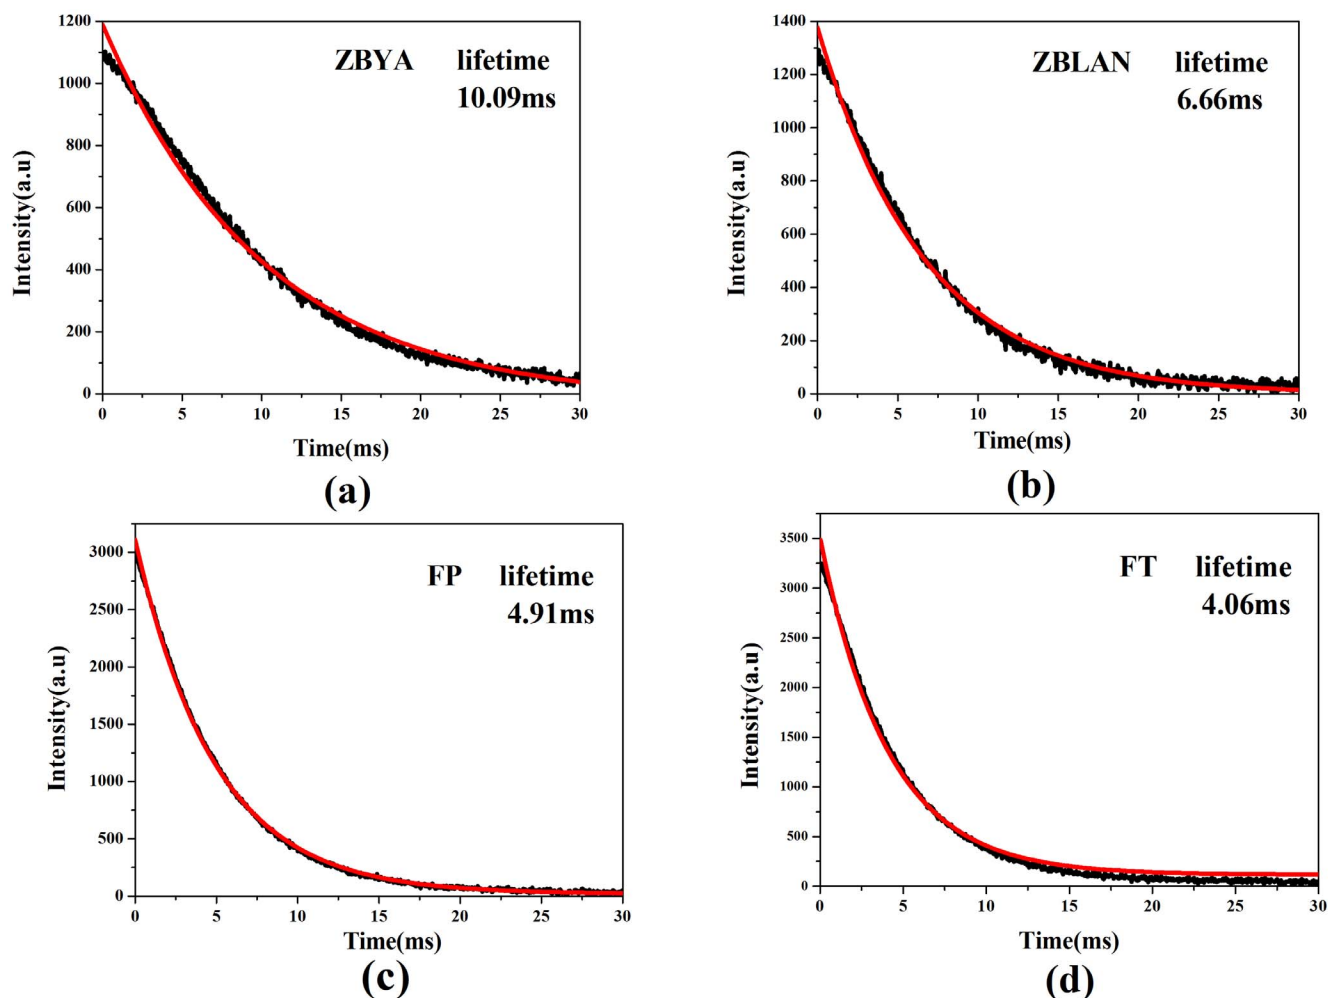 ZBYA lifetime
10.09ms
1200
1000
800
600
400
200
0
Intensity(a.u)
0 5 10 15 20 25 30
Time(ms)
(a)
ZBLAN lifetime
6.66ms
1400
1200
1000
800
600
400
200
0
Intensity(a.u)
0 5 10 15 20 25 30
Time(ms)
(b)
FP lifetime
4.91ms
3000
2500
2000
1500
1000
500
0
Intensity(a.u)
0 5 10 15 20 25 30
Time(ms)
(c)
FT lifetime
4.06ms
3500
3000
2500
2000
1500
1000
500
0
Intensity(a.u)
0 5 10 15 20 25 30
Time(ms)
(d)